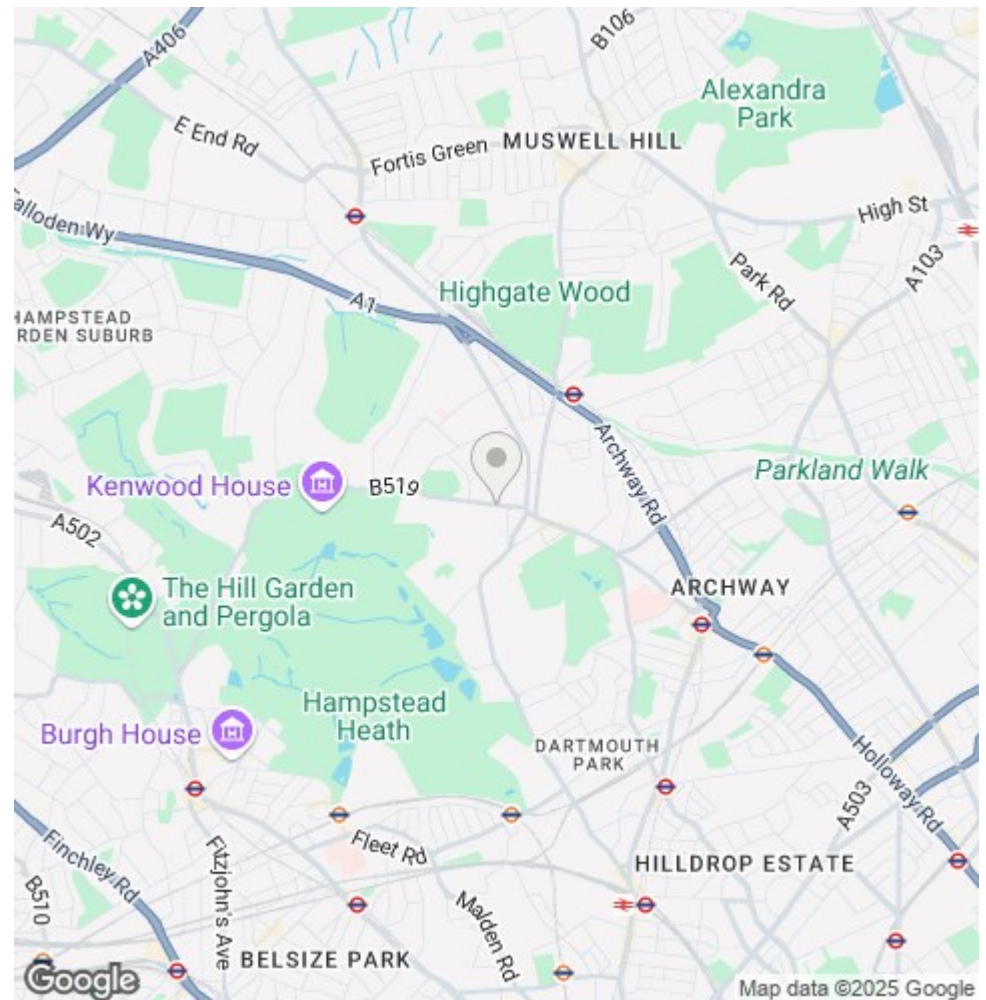 A406
B106
Alexandra
Park
E End Rd
Fortis Green
MUSWELL HILL
High St
Falloden Wy
A103
Park Rd
Highgate Wood
A1
HAMPSTEAD
RDEN SUBURB
Archway Rd
Parkland Walk
Kenwood House
B519
A502
The Hill Garden
and Pergola
ARCHWAY
Hampstead
Heath
Burgh House
DARTMOUTH
PARK
Holloway Rd
A503
Fleet Rd
Finchley Rd
Fitzjohn's Ave
HILLDROP ESTATE
B510
Malden Rd
BELSIZE PARK
Google
Map data ©2025 Google